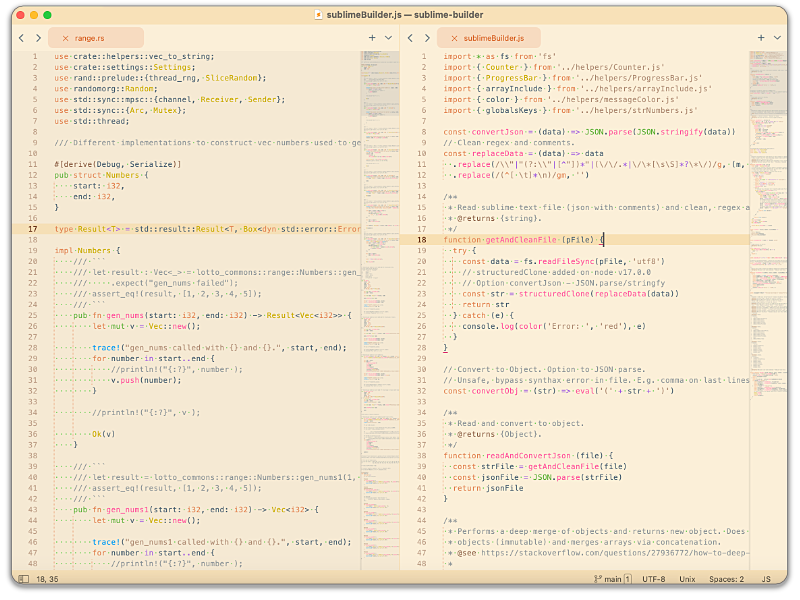 sublimeBuilder.js — sublime-builder
range.rs
1 use crate::helpers::vec_to_string;
2 use crate::settings::Settings;
3 use rand::prelude::{thread_rng, SliceRandom};
4 use randomorg::Random;
5 use std::sync::mpsc::{channel, Receiver, Sender};
6 use std::sync::{Arc, Mutex};
7 use std::thread;
8
9 /// Different implementations to construct vec numbers used to ge
10
11 #[derive(Debug, Serialize)]
12 pub struct Numbers {
13 start: i32,
14 end: i32,
15 }
16
17 type Result<T> = std::result::Result<T, Box<dyn std::error::Error
18
19 impl Numbers {
20 /// ```
21 /// let result : Vec<_> = lotto_commons::range::Numbers::gen_
22 /// .expect("gen_nums failed");
23 /// assert_eq!(result, [1, 2, 3, 4, 5]);
24 /// ```
25 pub fn gen_nums(start: i32, end: i32) -> Result<Vec<i32>> {
26 let mut v = Vec::new();
27
28 trace!("gen_nums called with {} and {}.", start, end);
29 for number in start..end {
30 //println!("{:?}", number );
31 v.push(number);
32 }
33
34 //println!("{:?}", v );
35
36 Ok(v)
37 }
38
39 /// ```
40 /// let result = lotto_commons::range::Numbers::gen_nums1(1,
41 /// assert_eq!(result, [1, 2, 3, 4, 5]);
42 /// ```
43 pub fn gen_nums1(start: i32, end: i32) -> Vec<i32> {
44 let mut v = Vec::new();
45
46 trace!("gen_nums1 called with {} and {}.", start, end);
47 for number in start..end {
48 //println!("{:?}", number );
sublimeBuilder.js
1 import * as fs from 'fs'
2 import { Counter } from '../helpers/Counter.js'
3 import { ProgressBar } from '../helpers/ProgressBar.js'
4 import { arrayInclude } from '../helpers/arrayInclude.js'
5 import { color } from '../helpers/messageColor.js'
6 import { globalsKeys } from '../helpers/strNumbers.js'
7
8 const convertJson = (data) => JSON.parse(JSON.stringify(data))
9 // Clean regex and comments.
10 const replaceData = (data) => data
11 .replace(/\\"|"(?:\\"|[^"])*"|(\/\/.*|\/\*[\s\S]*?\*\/)/g, (m,
12 .replace(/(^[ \t]*\n)/gm, '')
13
14 /**
15 * Read sublime text file (json with comments) and clean, regex a
16 * @returns (string).
17 */
18 function getAndCleanFile (pFile) {
19 try {
20 const data = fs.readFileSync(pFile, 'utf8')
21 // structuredClone added on node v17.0.0
22 // Option convertJson - JSON.parse/stringfy
23 const str = structuredClone(replaceData(data))
24 return str
25 } catch (e) {
26 console.log(color('Error: ', 'red'), e)
27 }
28 }
29
30 // Convert to Object. Option to JSON.parse.
31 // Unsafe, bypass synthax error in file. E.g. comma on last lines
32 const convertObj = (str) => eval('(' + str + ')')
33
34 /**
35 * Read and convert to object.
36 * @returns (Object).
37 */
38 function readAndConvertJson (file) {
39 const strFile = getAndCleanFile(file)
40 const jsonFile = JSON.parse(strFile)
41 return jsonFile
42 }
43
44 /**
45 * Performs a deep merge of objects and returns new object. Does
46 * objects (immutable) and merges arrays via concatenation.
47 * @see https://stackoverflow.com/questions/27936772/how-to-deep-
48 *
18, 35
main 1 UTF-8 Unix Spaces: 2 JS